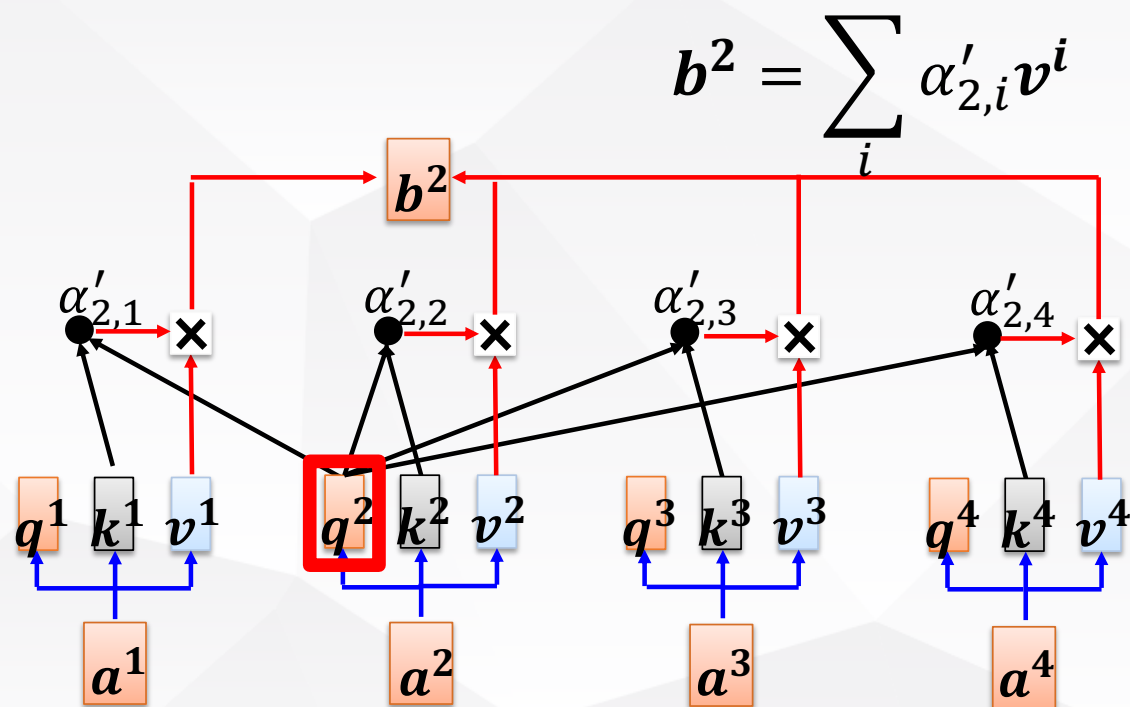 b² = ∑ᵢ α′₂,ᵢ vⁱ
b²
α′₂,₁ × α′₂,₂ × α′₂,₃ × α′₂,₄ ×
q¹ k¹ v¹ q² k² v² q³ k³ v³ q⁴ k⁴ v⁴
a¹ a² a³ a⁴